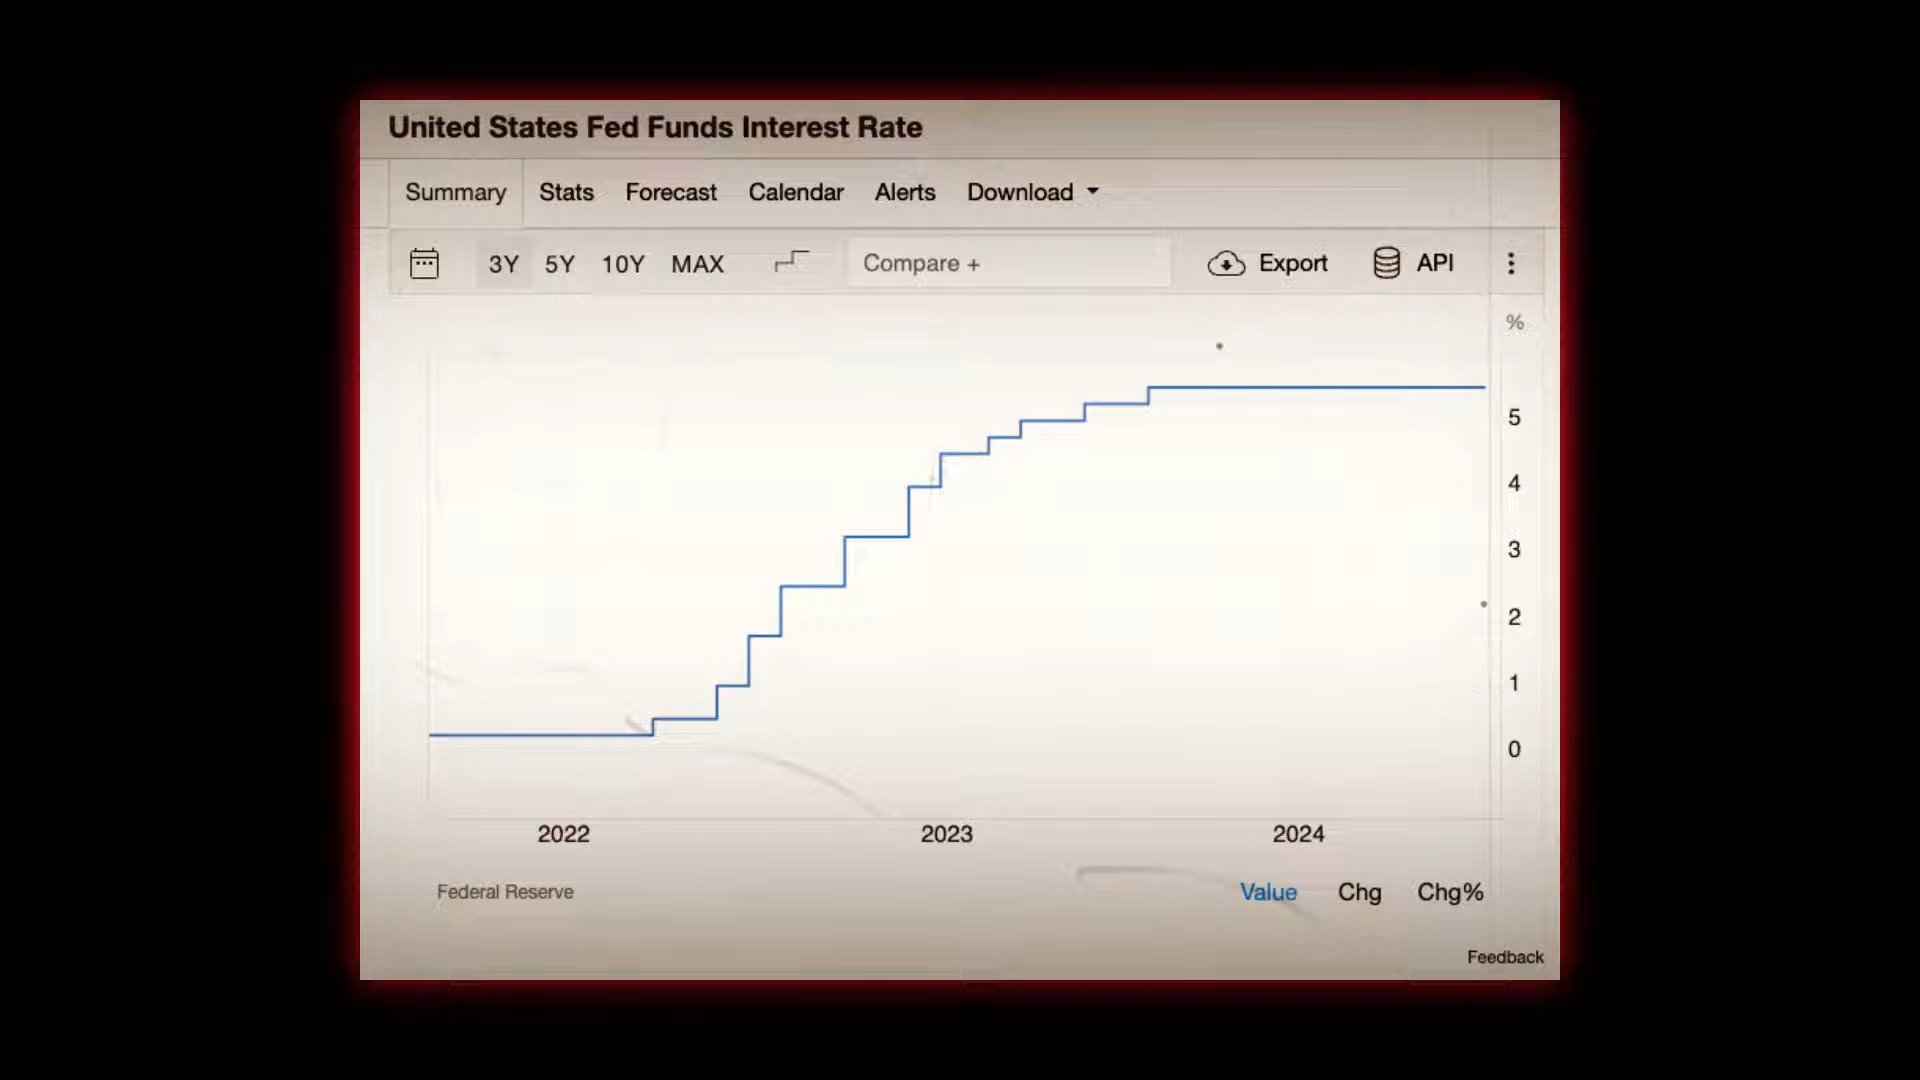 United States Fed Funds Interest Rate
Summary Stats Forecast Calendar Alerts Download
3Y 5Y 10Y MAX Compare + Export API
%
5
4
3
2
1
0
2022 2023 2024
Federal Reserve Value Chg Chg%
Feedback